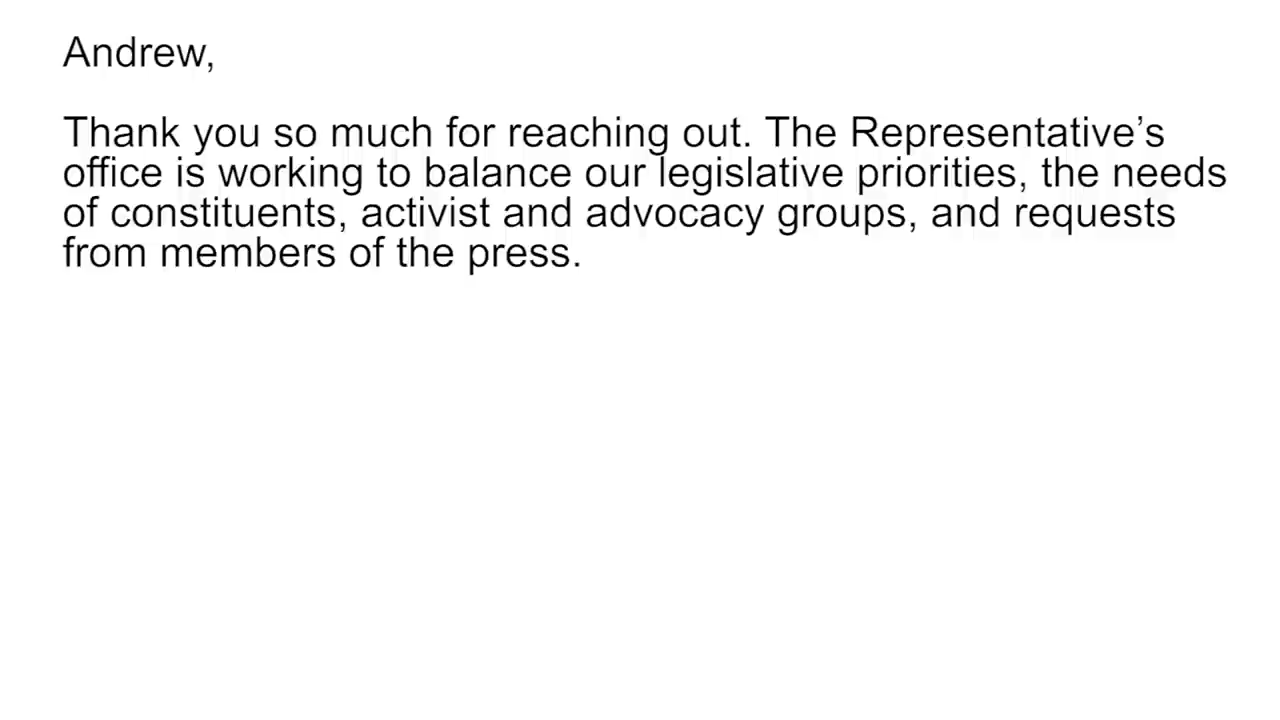 Andrew,
Thank you so much for reaching out. The Representative’s
office is working to balance our legislative priorities, the needs
of constituents, activist and advocacy groups, and requests
from members of the press.